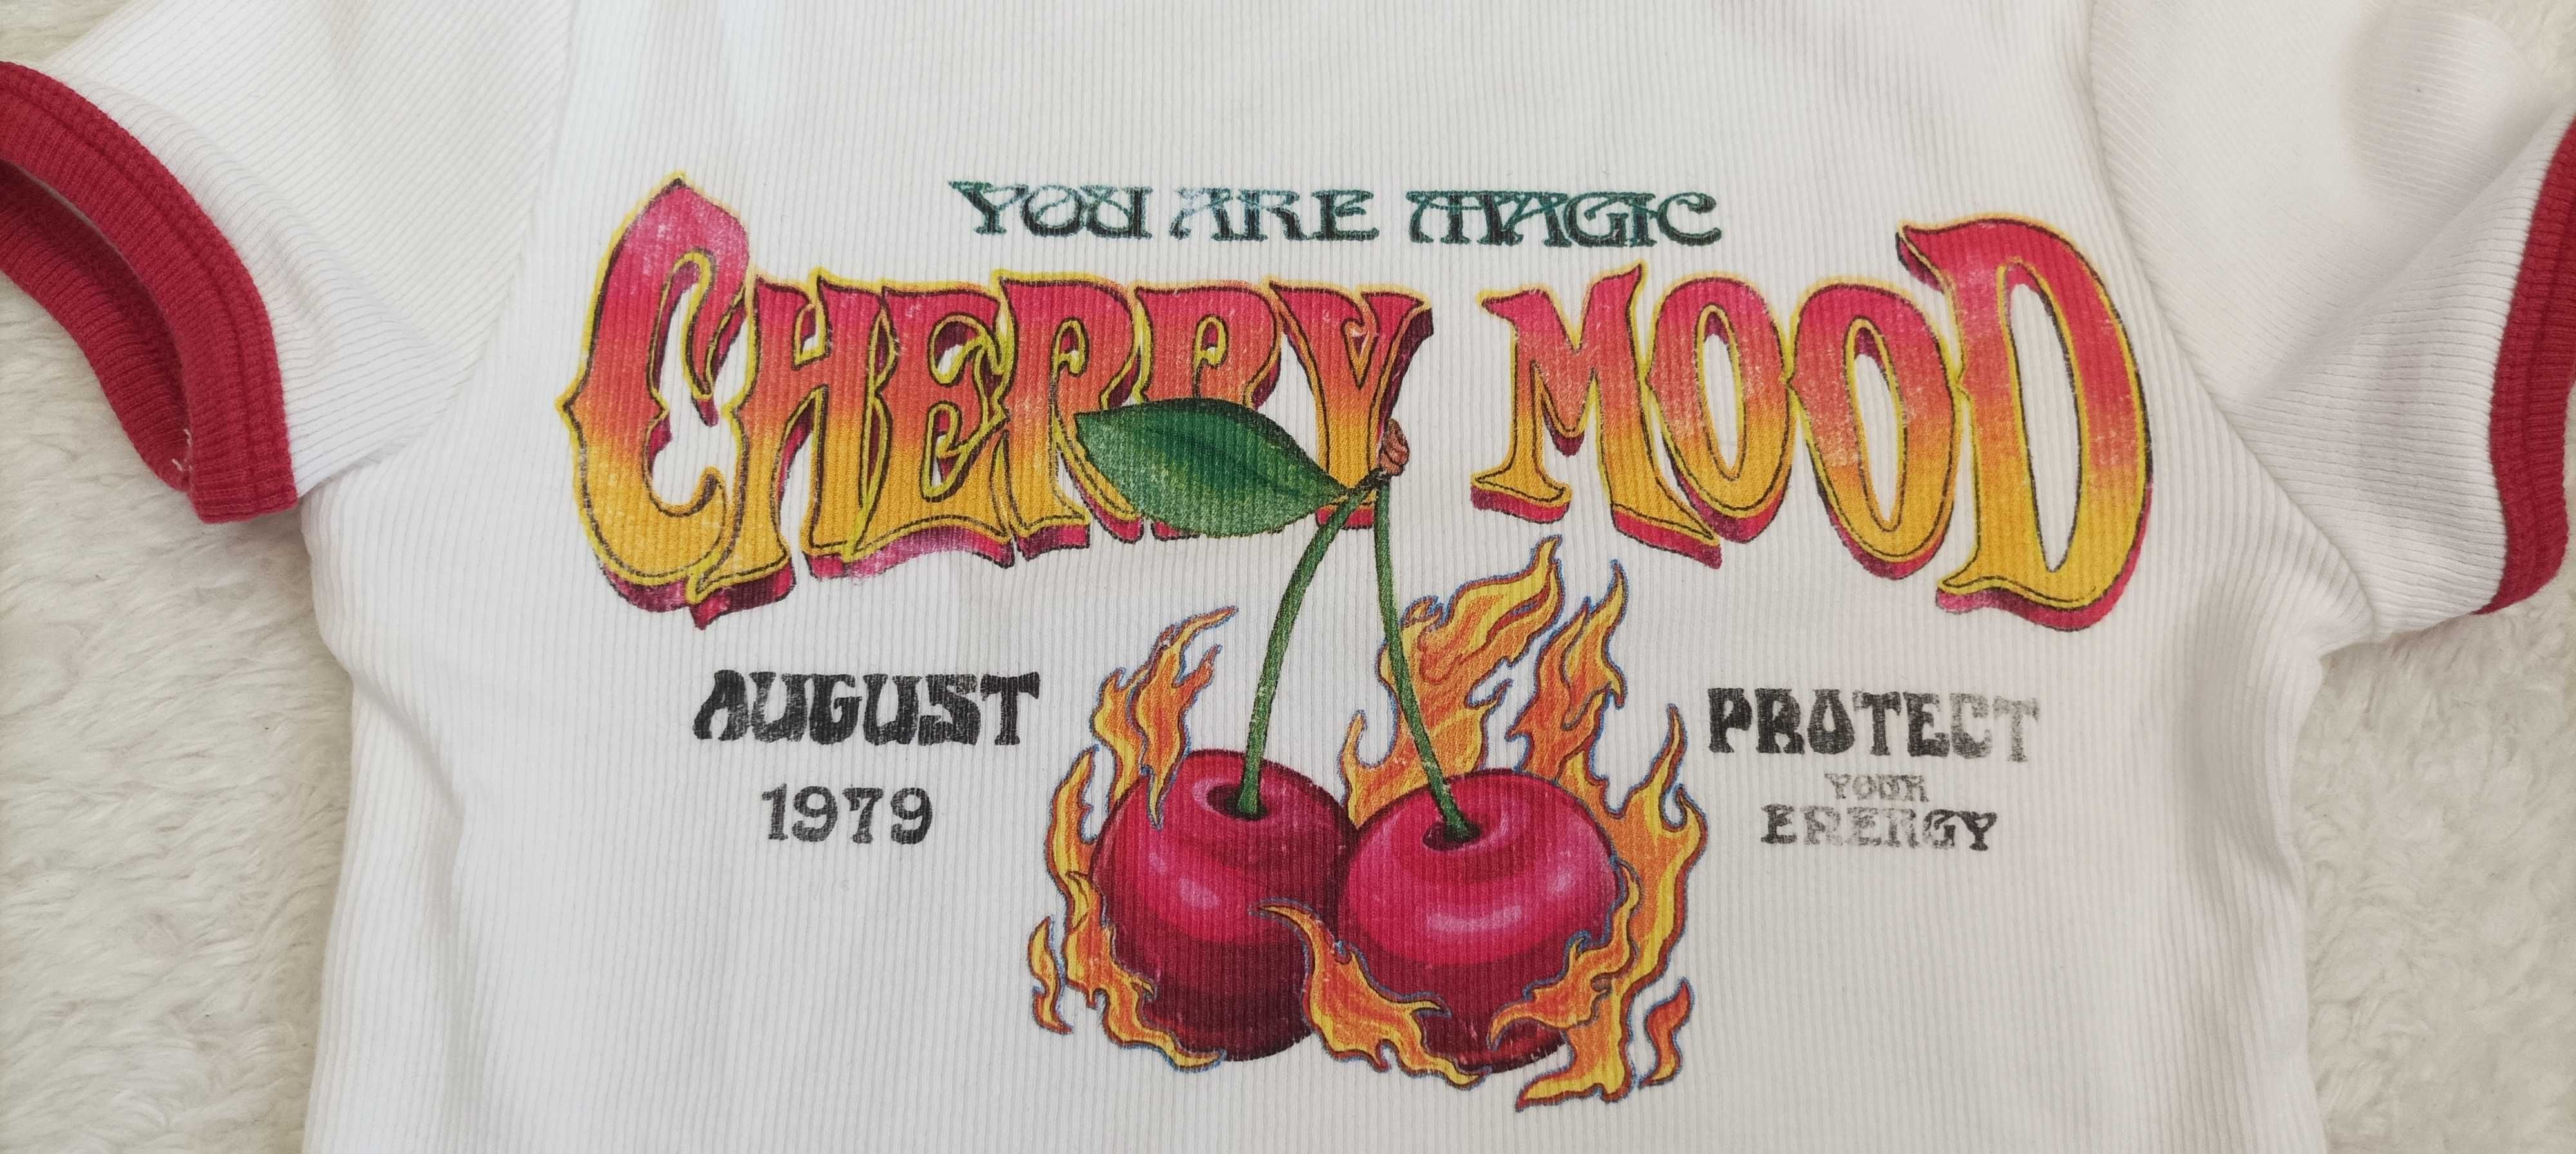 YOU ARE MAGIC
CHERRY MOOD
AUGUST
1979
PROTECT
YOUR
ENERGY